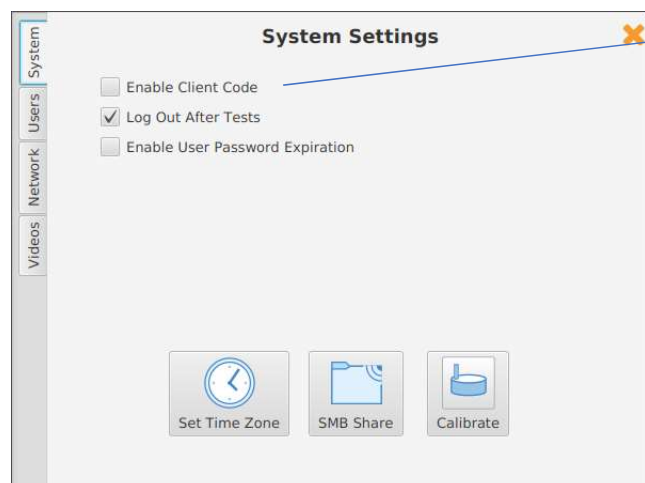 System Settings
System
Users
Network
Videos
Enable Client Code
Log Out After Tests
Enable User Password Expiration
Set Time Zone
SMB Share
Calibrate